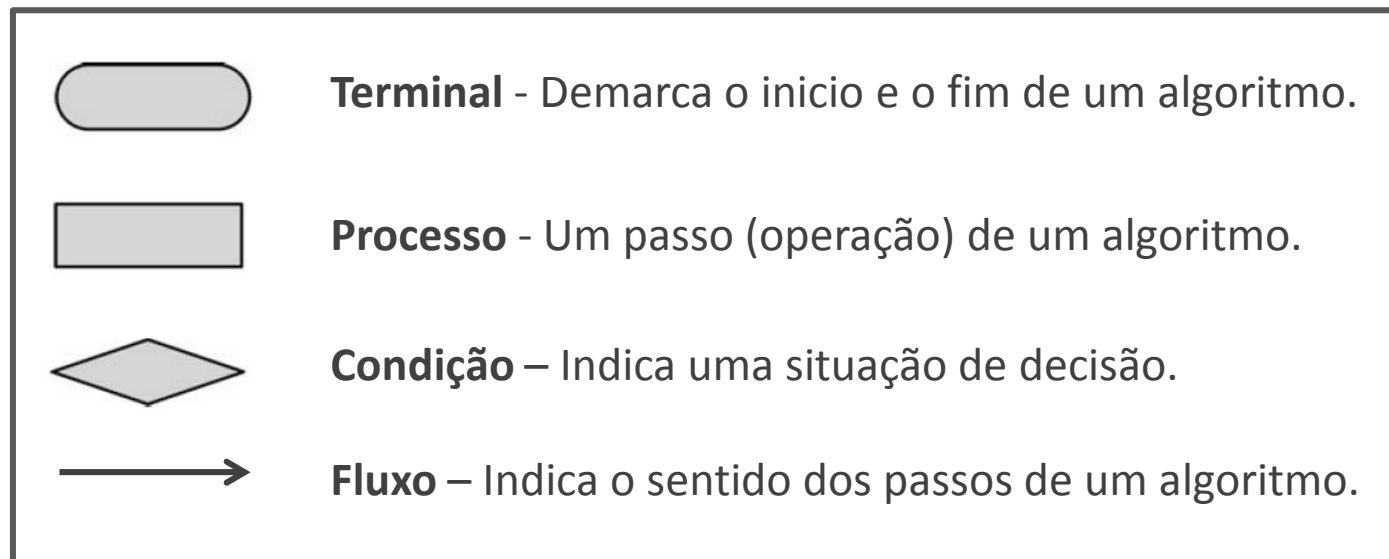 Terminal - Demarca o inicio e o fim de um algoritmo.
Processo - Um passo (operação) de um algoritmo.
Condição – Indica uma situação de decisão.
Fluxo – Indica o sentido dos passos de um algoritmo.